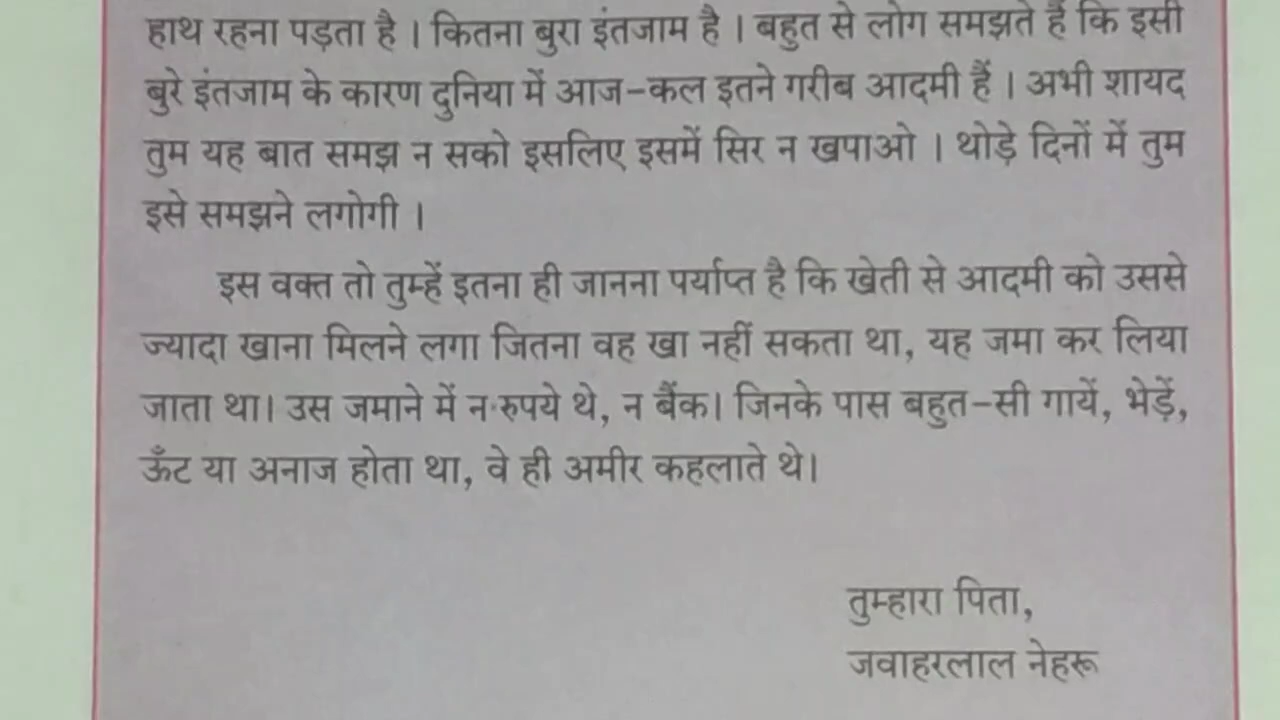 हाथ रहना पड़ता है । कितना बुरा इंतजाम है । बहुत से लोग समझते हैं कि इसी
बुरे इंतजाम के कारण दुनिया में आज-कल इतने गरीब आदमी हैं । अभी शायद
तुम यह बात समझ न सको इसलिए इसमें सिर न खपाओ । थोड़े दिनों में तुम
इसे समझने लगोगी ।
इस वक्त तो तुम्हें इतना ही जानना पर्याप्त है कि खेती से आदमी को उससे
ज्यादा खाना मिलने लगा जितना वह खा नहीं सकता था, यह जमा कर लिया
जाता था। उस जमाने में न रुपये थे, न बैंक। जिनके पास बहुत-सी गायें, भेड़ें,
ऊँट या अनाज होता था, वे ही अमीर कहलाते थे।
तुम्हारा पिता,
जवाहरलाल नेहरू